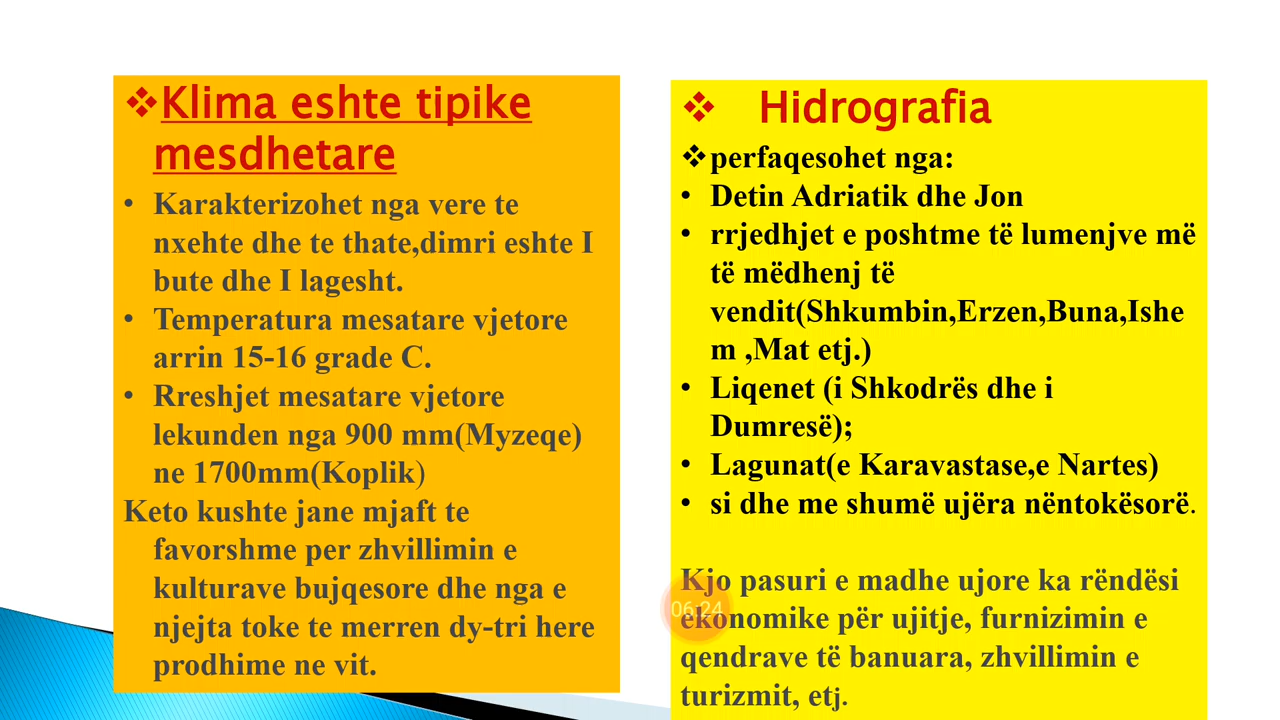 ❖Klima eshte tipike
mesdhetare
• Karakterizohet nga vere te
nxehte dhe te thate,dimri eshte I
bute dhe I lagesht.
• Temperatura mesatare vjetore
arrin 15-16 grade C.
• Rreshjet mesatare vjetore
lekunden nga 900 mm(Myzeqe)
ne 1700mm(Koplik)
Keto kushte jane mjaft te
favorshme per zhvillimin e
kulturave bujqesore dhe nga e
njejta toke te merren dy-tri here
prodhime ne vit.
❖ Hidrografia
❖perfaqesohet nga:
• Detin Adriatik dhe Jon
• rrjedhjet e poshtme të lumenjve më
të mëdhenj të
vendit(Shkumbin,Erzen,Buna,Ishe
m ,Mat etj.)
• Liqenet (i Shkodrës dhe i
Dumresë);
• Lagunat(e Karavastase,e Nartes)
• si dhe me shumë ujëra nëntokësorë.
Kjo pasuri e madhe ujore ka rëndësi
06:24
ekonomike për ujitje, furnizimin e
qendrave të banuara, zhvillimin e
turizmit, etj.